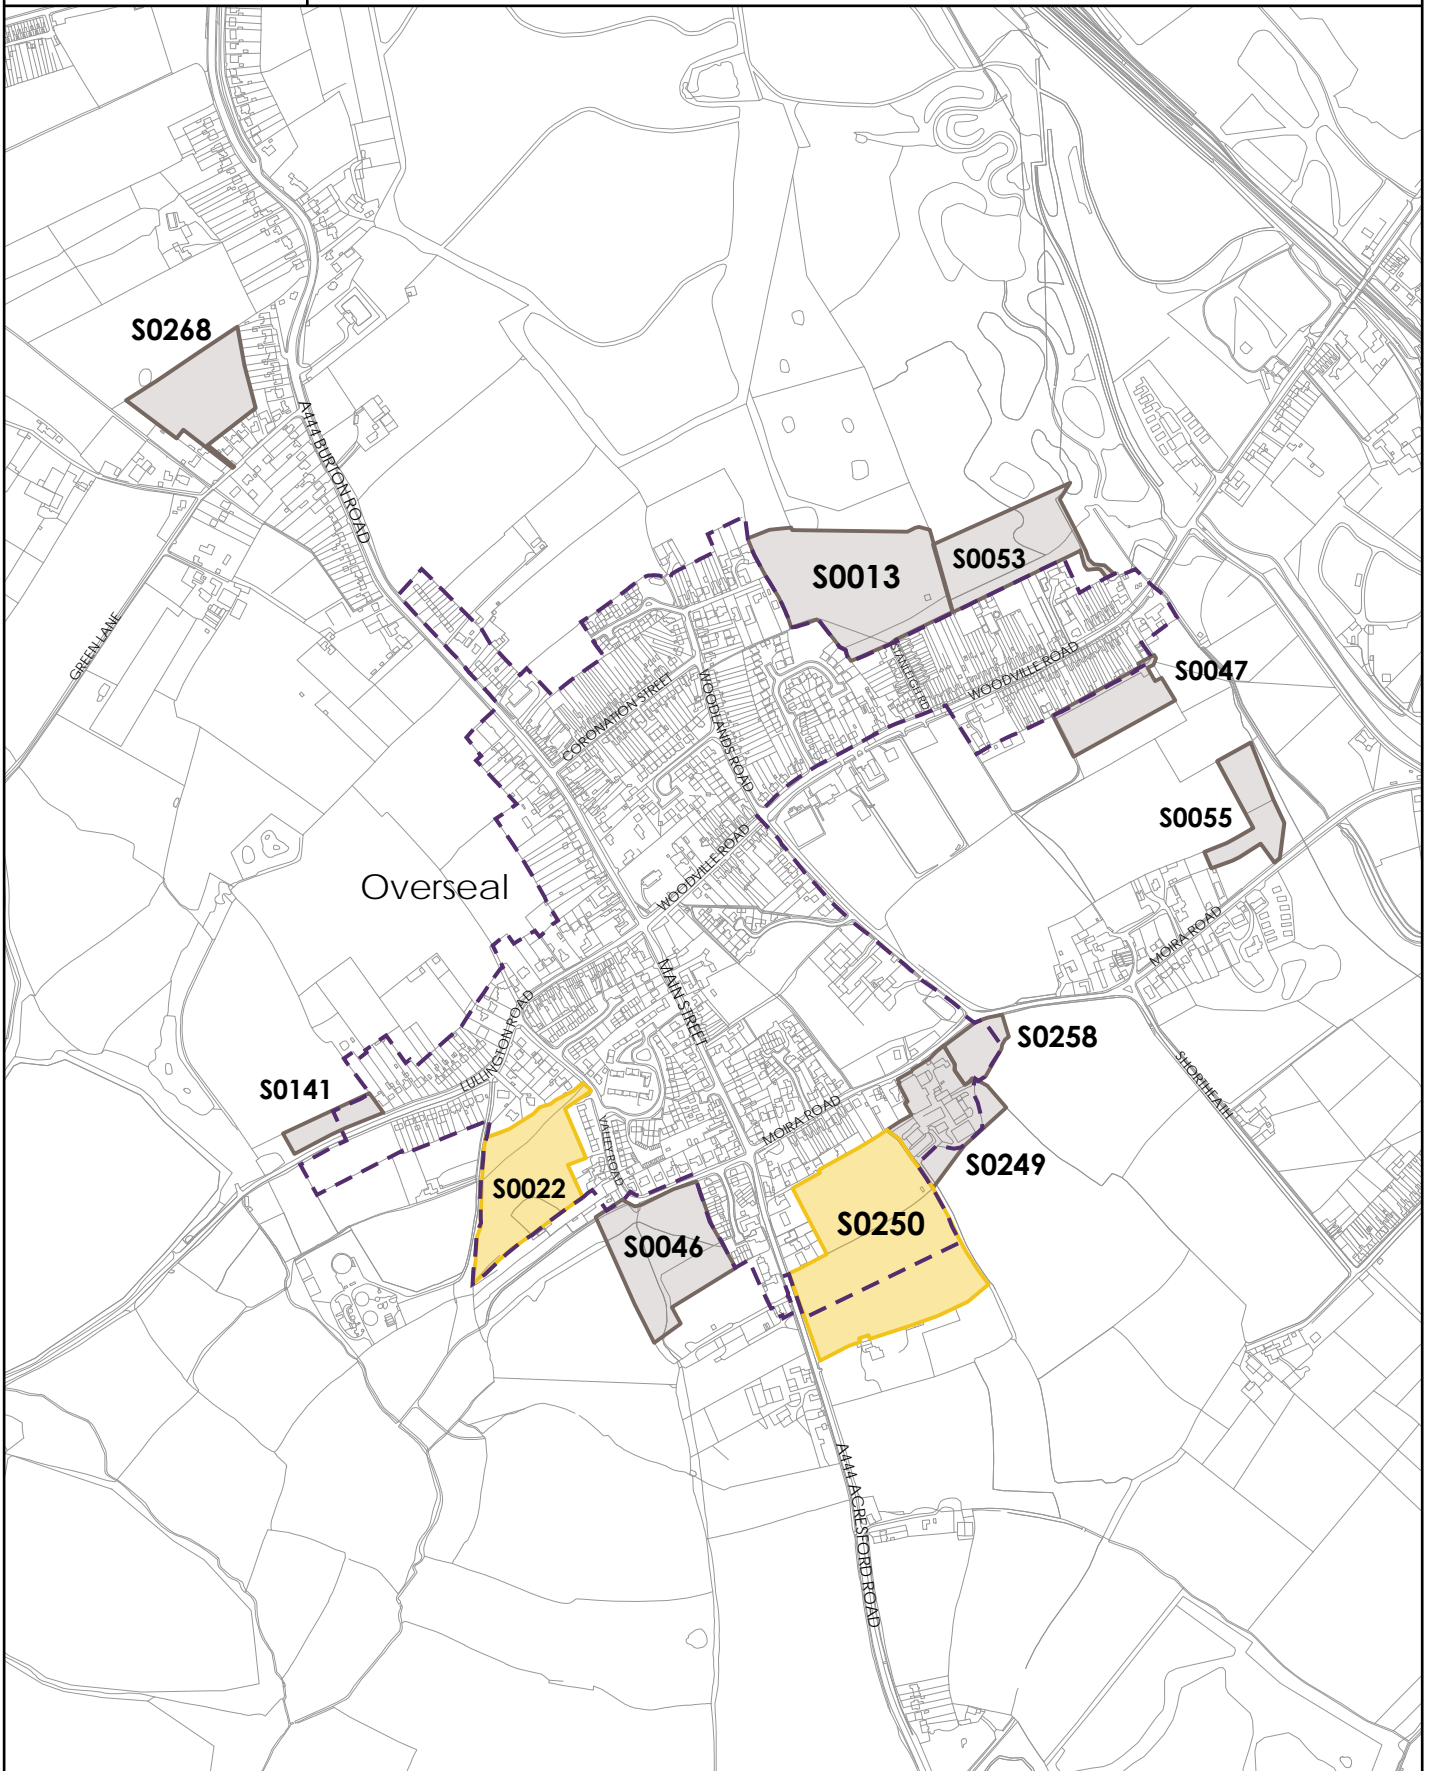 S0268
A444 BURTON ROAD
S0013
S0053
GREEN LANE
STANLEIGH RD
WOODVILLE ROAD
S0047
CORONATION STREET
WOODLANDS ROAD
S0055
WOODVILLE ROAD
Overseal
MOIRA ROAD
MAIN STREET
LULLINGTON ROAD
S0258
SHORTHEATH
S0141
MOIRA ROAD
VALLEY ROAD
S0249
S0022
S0250
S0046
A444 ACRESFORD ROAD